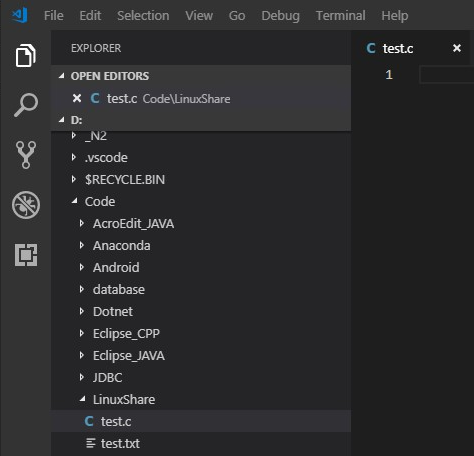 File Edit Selection View Go Debug Terminal Help
EXPLORER
OPEN EDITORS
C test.c Code\LinuxShare
D:
_N2
.vscode
$RECYCLE.BIN
Code
AcroEdit_JAVA
Anaconda
Android
database
Dotnet
Eclipse_CPP
Eclipse_JAVA
JDBC
LinuxShare
C test.c
test.txt
C test.c
1